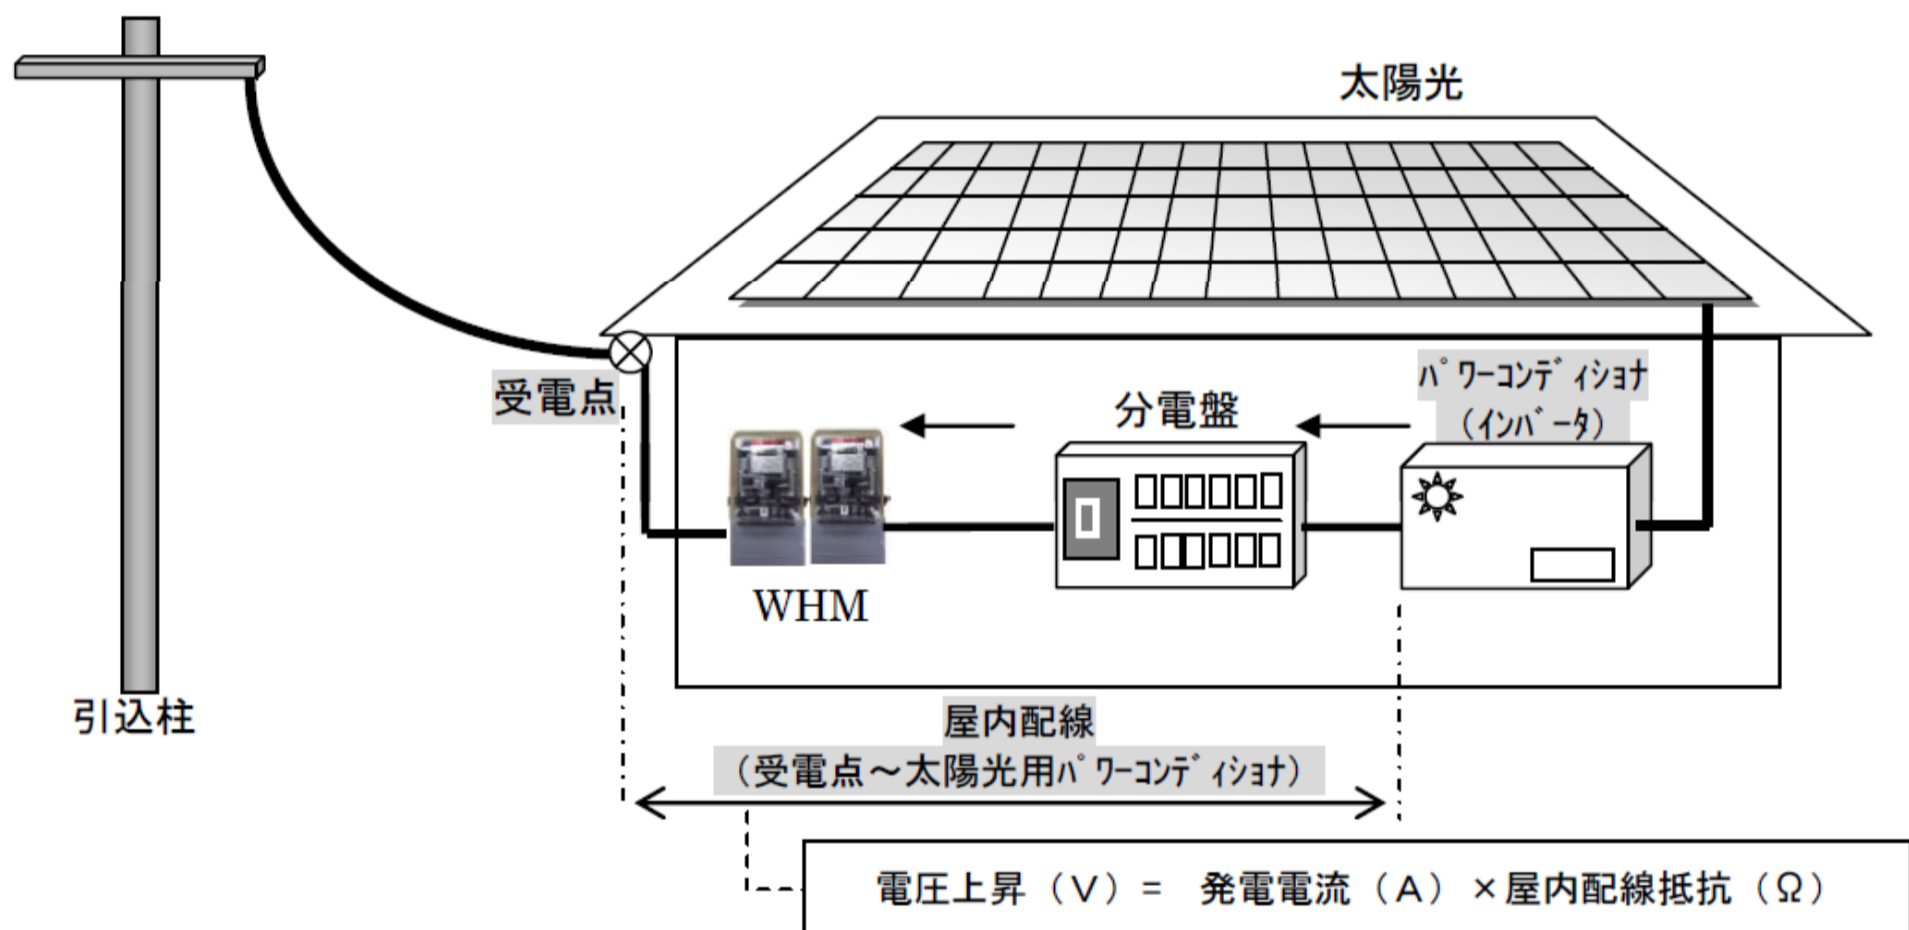 太陽光
受電点
分電盤
ﾊﾟﾜｰｺﾝﾃﾞｨｼｮﾅ
（ｲﾝﾊﾞｰﾀ）
WHM
引込柱
屋内配線
（受電点～太陽光用ﾊﾟﾜｰｺﾝﾃﾞｨｼｮﾅ）
電圧上昇（Ｖ）＝　発電電流（Ａ）×屋内配線抵抗（Ω）